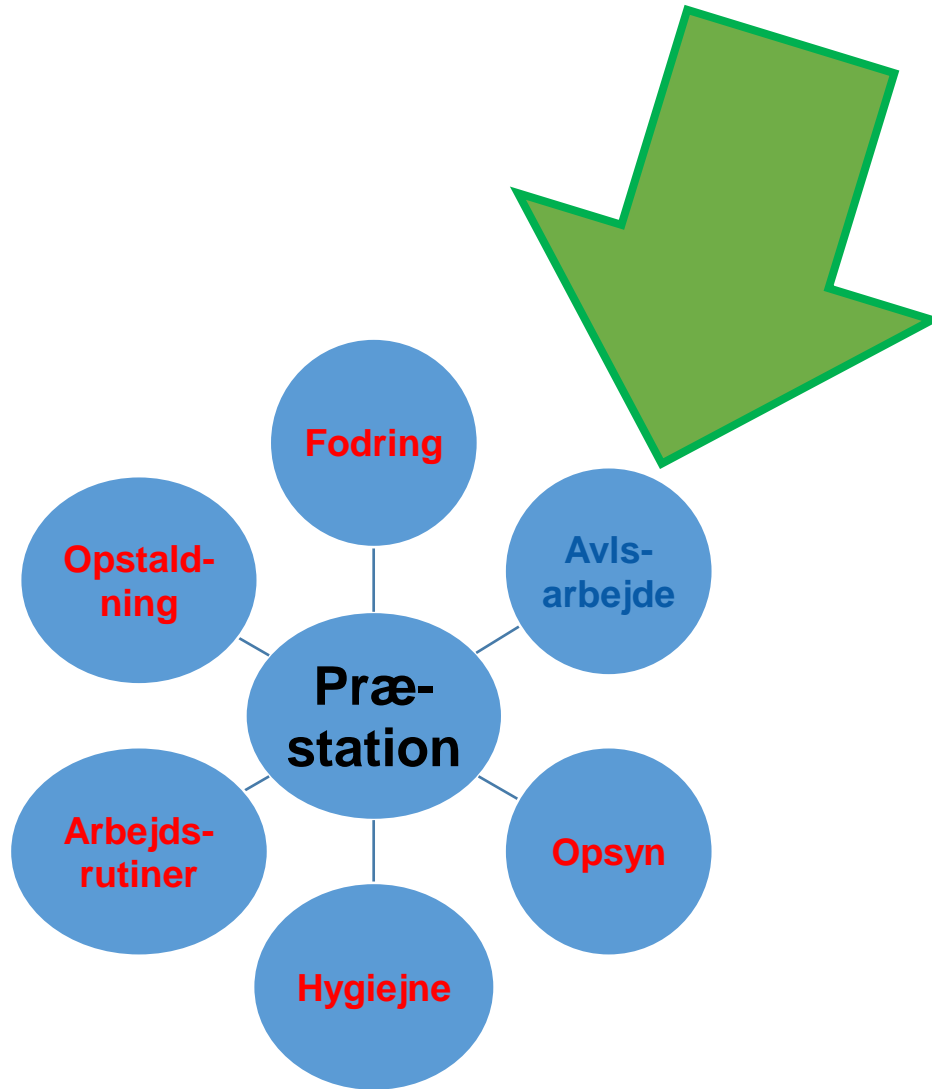 Fodring
Opstald-
ning
Avls-
arbejde
Præ-
station
Arbejds-
rutiner
Opsyn
Hygiejne